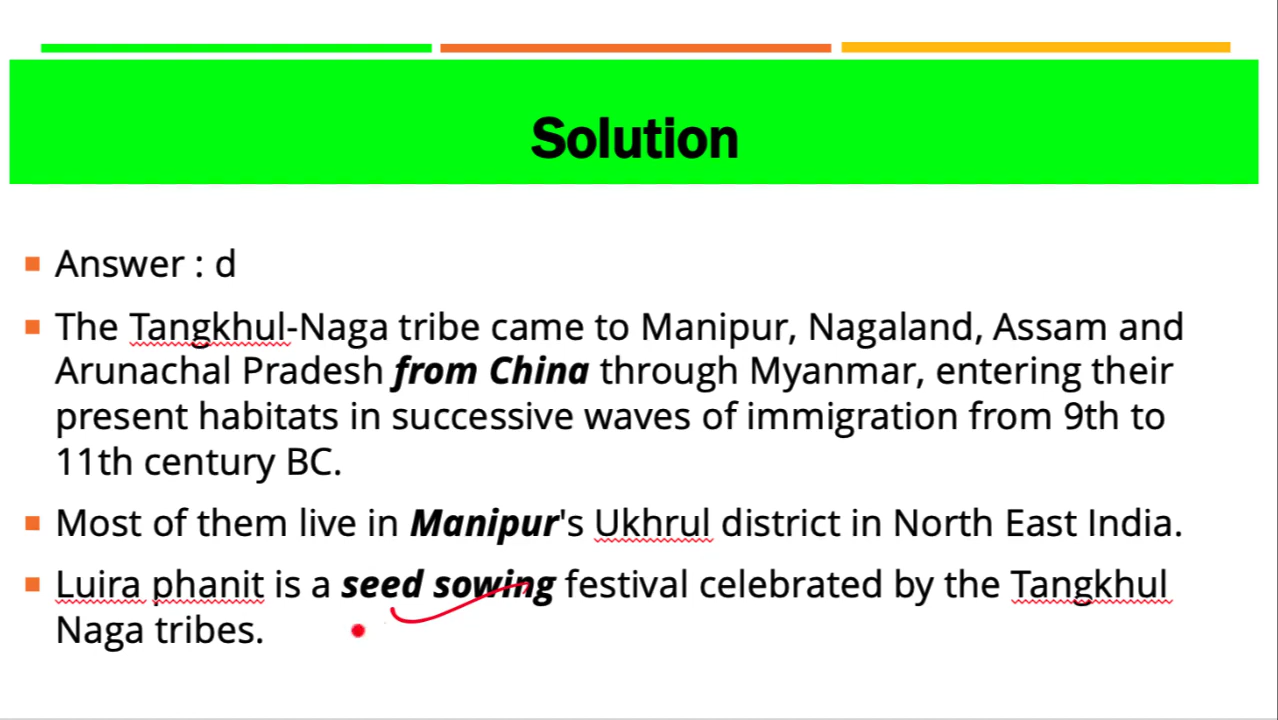 Solution
Answer : d
The Tangkhul-Naga tribe came to Manipur, Nagaland, Assam and
Arunachal Pradesh from China through Myanmar, entering their
present habitats in successive waves of immigration from 9th to
11th century BC.
Most of them live in Manipur's Ukhrul district in North East India.
Luira phanit is a seed sowing festival celebrated by the Tangkhul
Naga tribes.